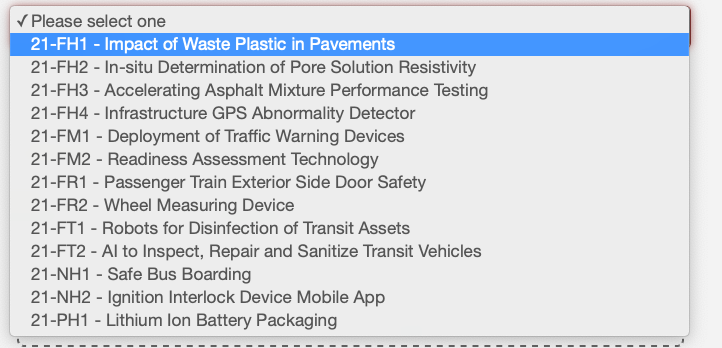 ✓ Please select one
21-FH1 - Impact of Waste Plastic in Pavements
21-FH2 - In-situ Determination of Pore Solution Resistivity
21-FH3 - Accelerating Asphalt Mixture Performance Testing
21-FH4 - Infrastructure GPS Abnormality Detector
21-FM1 - Deployment of Traffic Warning Devices
21-FM2 - Readiness Assessment Technology
21-FR1 - Passenger Train Exterior Side Door Safety
21-FR2 - Wheel Measuring Device
21-FT1 - Robots for Disinfection of Transit Assets
21-FT2 - AI to Inspect, Repair and Sanitize Transit Vehicles
21-NH1 - Safe Bus Boarding
21-NH2 - Ignition Interlock Device Mobile App
21-PH1 - Lithium Ion Battery Packaging